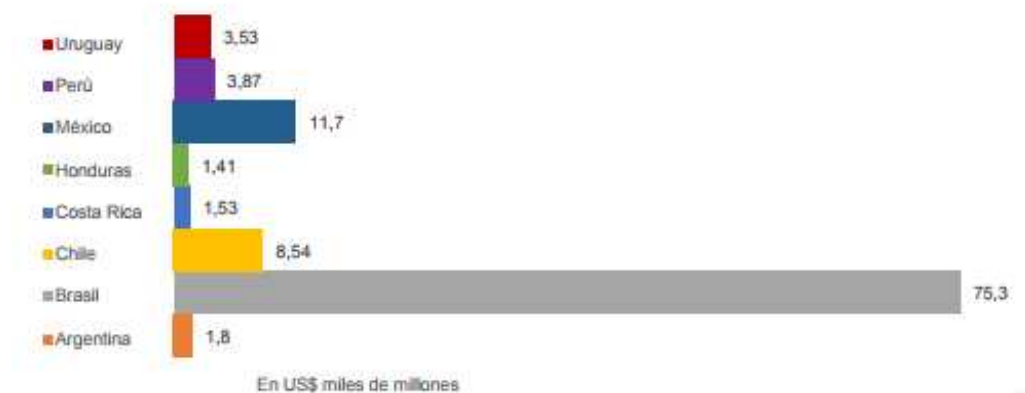 Uruguay 3,53
Perú 3,87
México 11,7
Honduras 1,41
Costa Rica 1,53
Chile 8,54
Brasil 75,3
Argentina 1,8
En US$ miles de millones